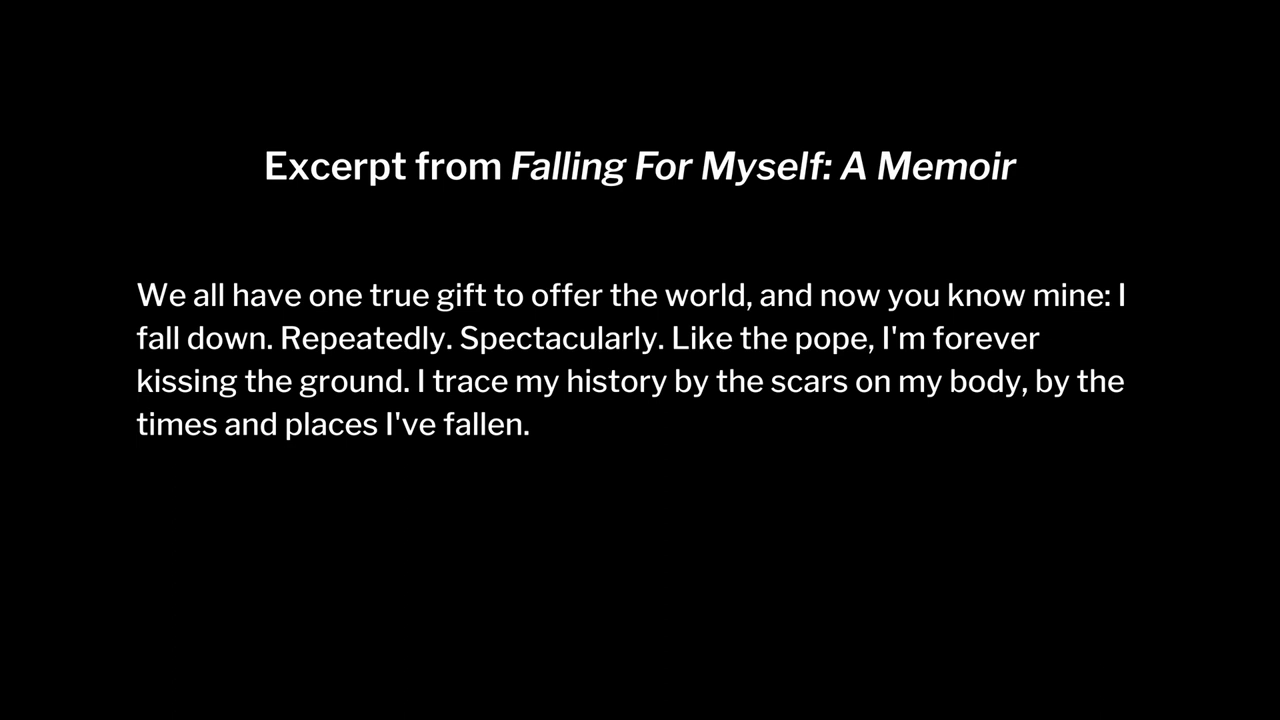 Excerpt from Falling For Myself: A Memoir
We all have one true gift to offer the world, and now you know mine: I
fall down. Repeatedly. Spectacularly. Like the pope, I'm forever
kissing the ground. I trace my history by the scars on my body, by the
times and places I've fallen.